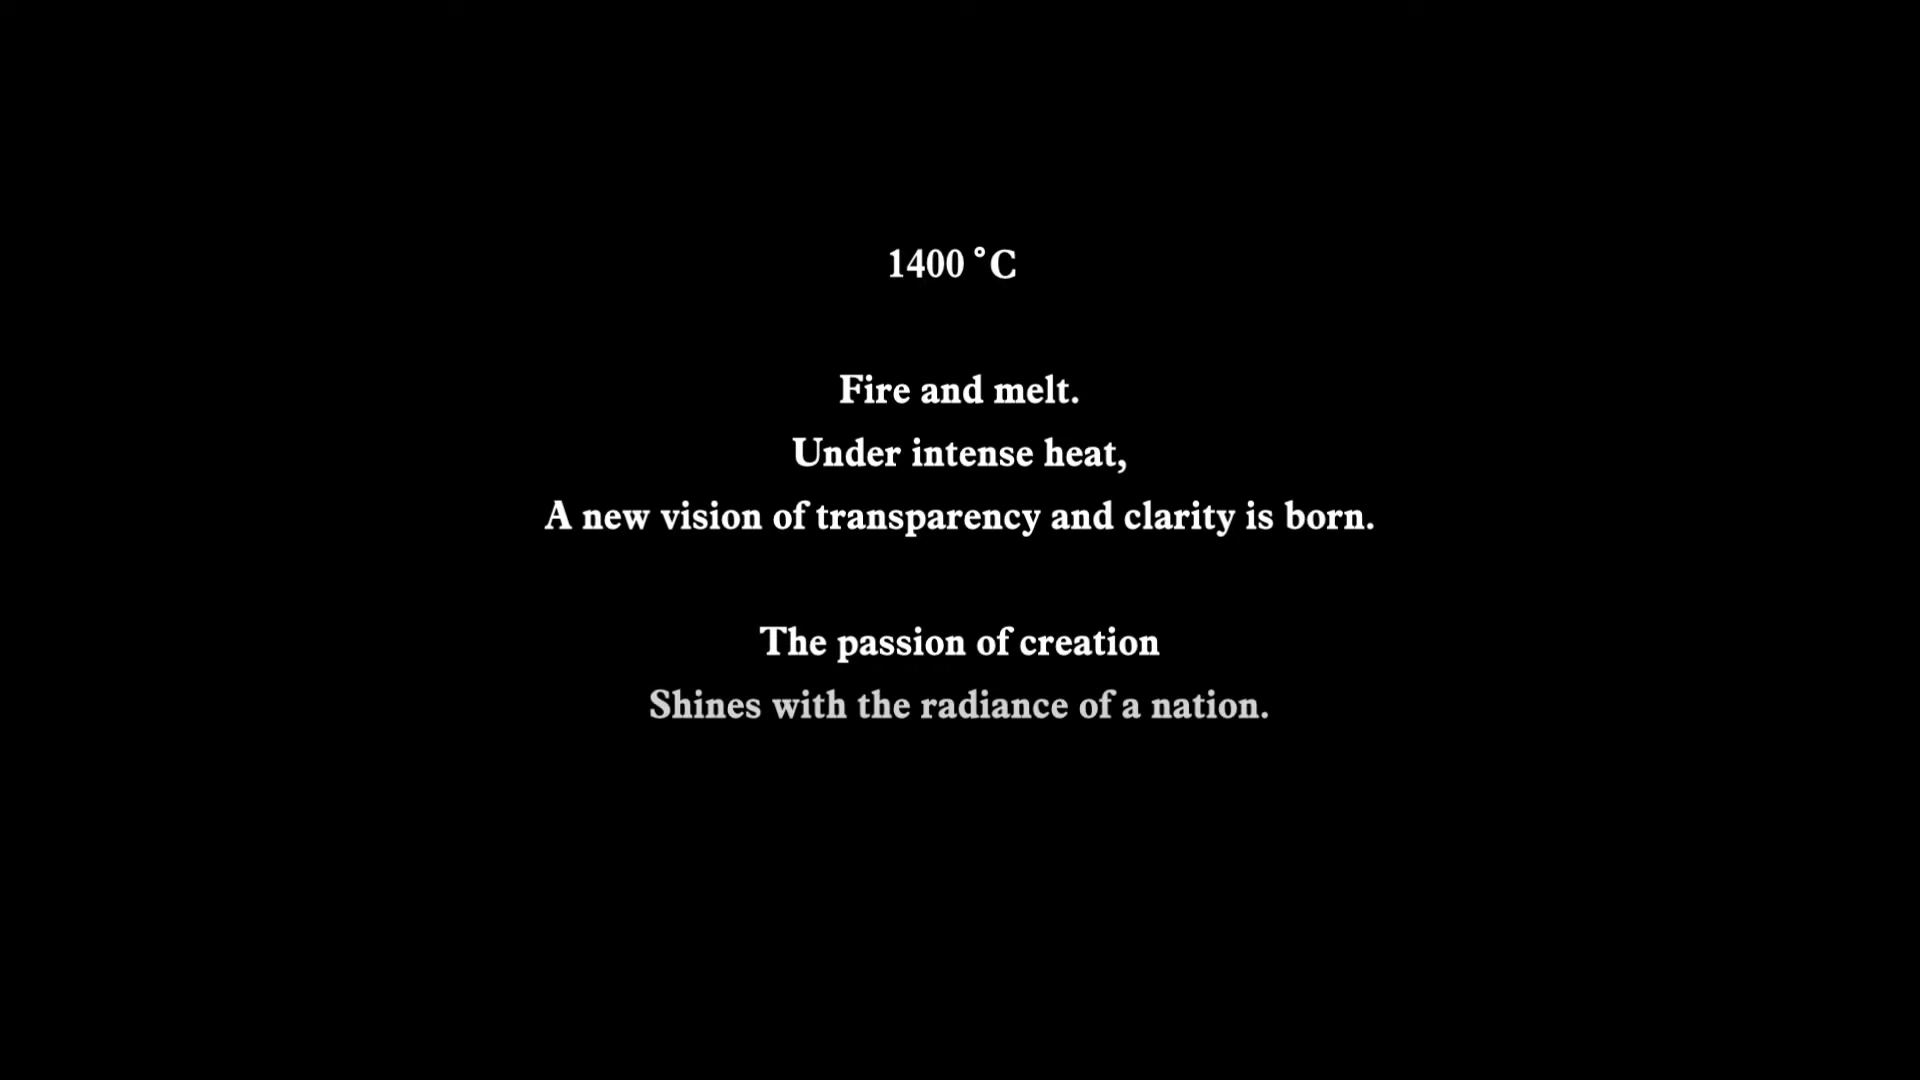 1400°C
Fire and melt.
Under intense heat,
A new vision of transparency and clarity is born.
The passion of creation
Shines with the radiance of a nation.